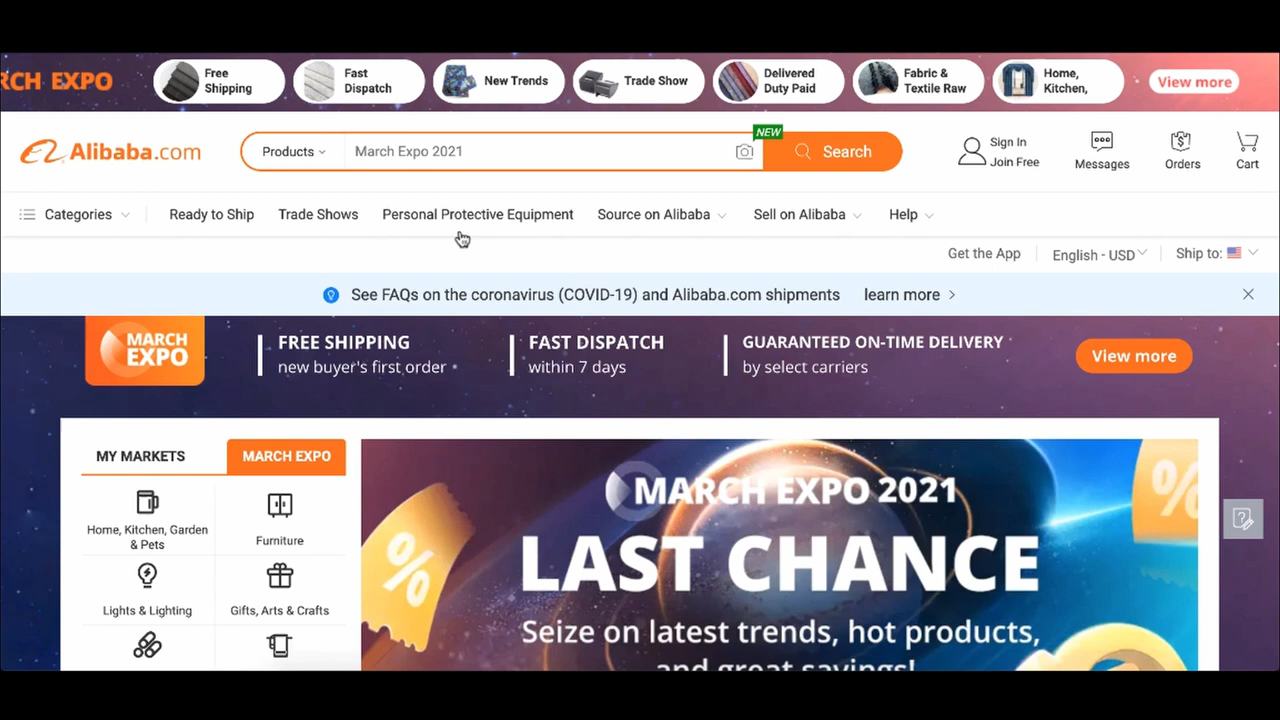 RCH EXPO
Free
Shipping
Fast
Dispatch
New Trends
Trade Show
Delivered
Duty Paid
Fabric &
Textile Raw
Home,
Kitchen,
View more
Alibaba.com
Products
March Expo 2021
NEW
Search
Sign In
Join Free
Messages
Orders
Cart
Categories
Ready to Ship
Trade Shows
Personal Protective Equipment
Source on Alibaba
Sell on Alibaba
Help
Get the App
English - USD
Ship to:
See FAQs on the coronavirus (COVID-19) and Alibaba.com shipments
learn more
MARCH
EXPO
FREE SHIPPING
new buyer's first order
FAST DISPATCH
within 7 days
GUARANTEED ON-TIME DELIVERY
by select carriers
View more
MY MARKETS
MARCH EXPO
Home, Kitchen, Garden
& Pets
Furniture
Lights & Lighting
Gifts, Arts & Crafts
%
%
MARCH EXPO 2021
LAST CHANCE
Seize on latest trends, hot products,
and great savings!